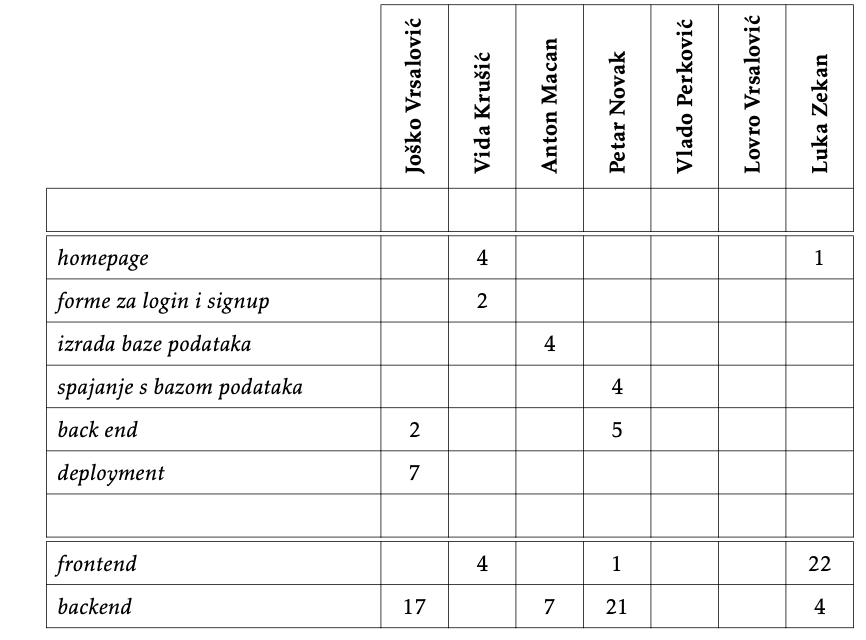 Joško Vrsalović
Vida Krušić
Anton Macan
Petar Novak
Vlado Perković
Lovro Vrsalović
Luka Zekan
homepage 4 1
forme za login i signup 2
izrada baze podataka 4
spajanje s bazom podataka 4
back end 2 5
deployment 7
frontend 4 1 22
backend 17 7 21 4